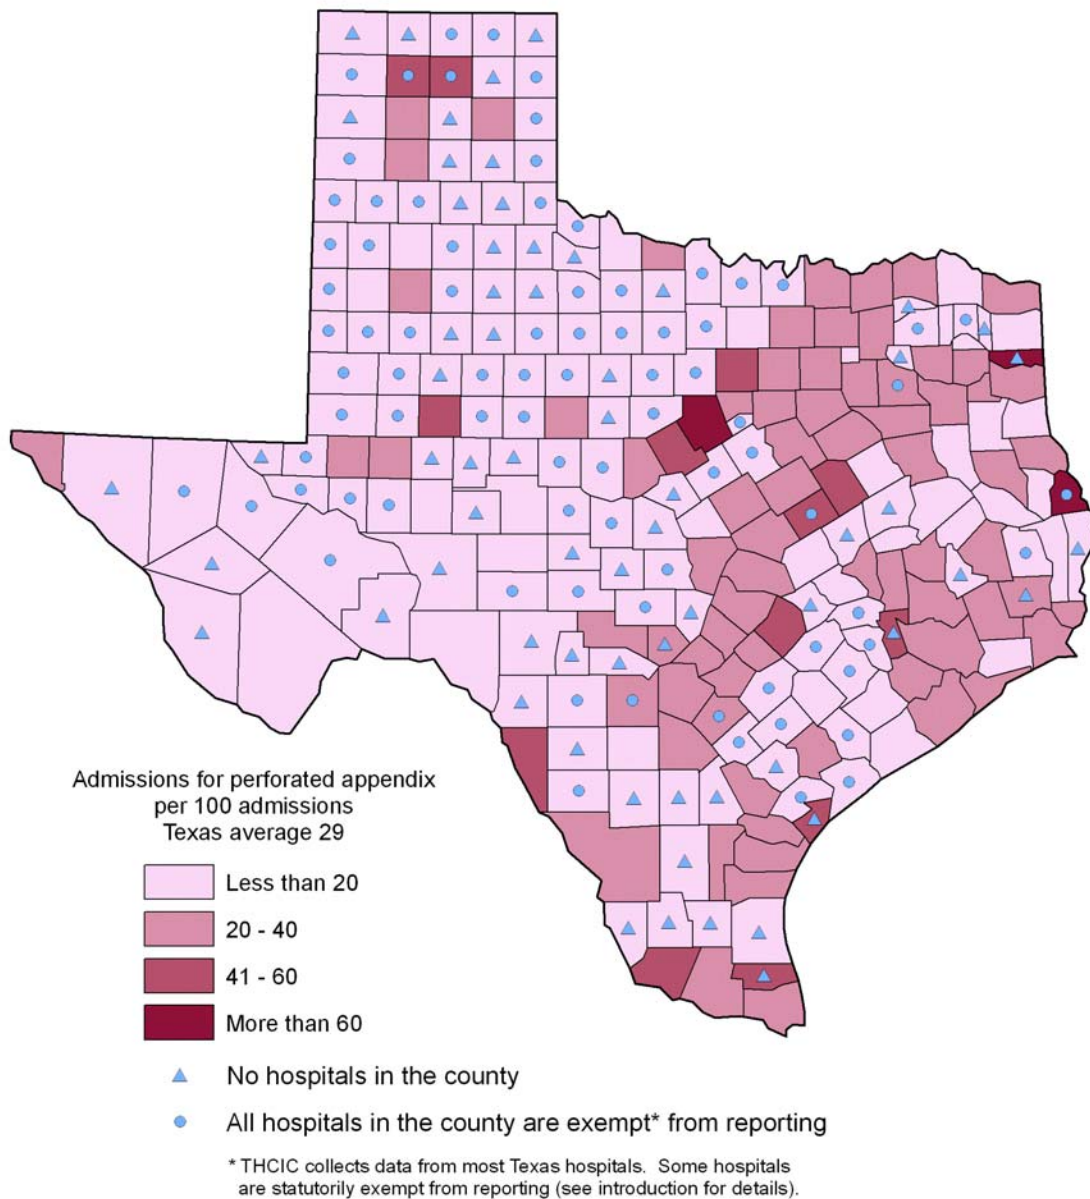 Admissions for perforated appendix
per 100 admissions
Texas average 29
Less than 20
20 - 40
41 - 60
More than 60
No hospitals in the county
All hospitals in the county are exempt* from reporting
* THCIC collects data from most Texas hospitals. Some hospitals
are statutorily exempt from reporting (see introduction for details).